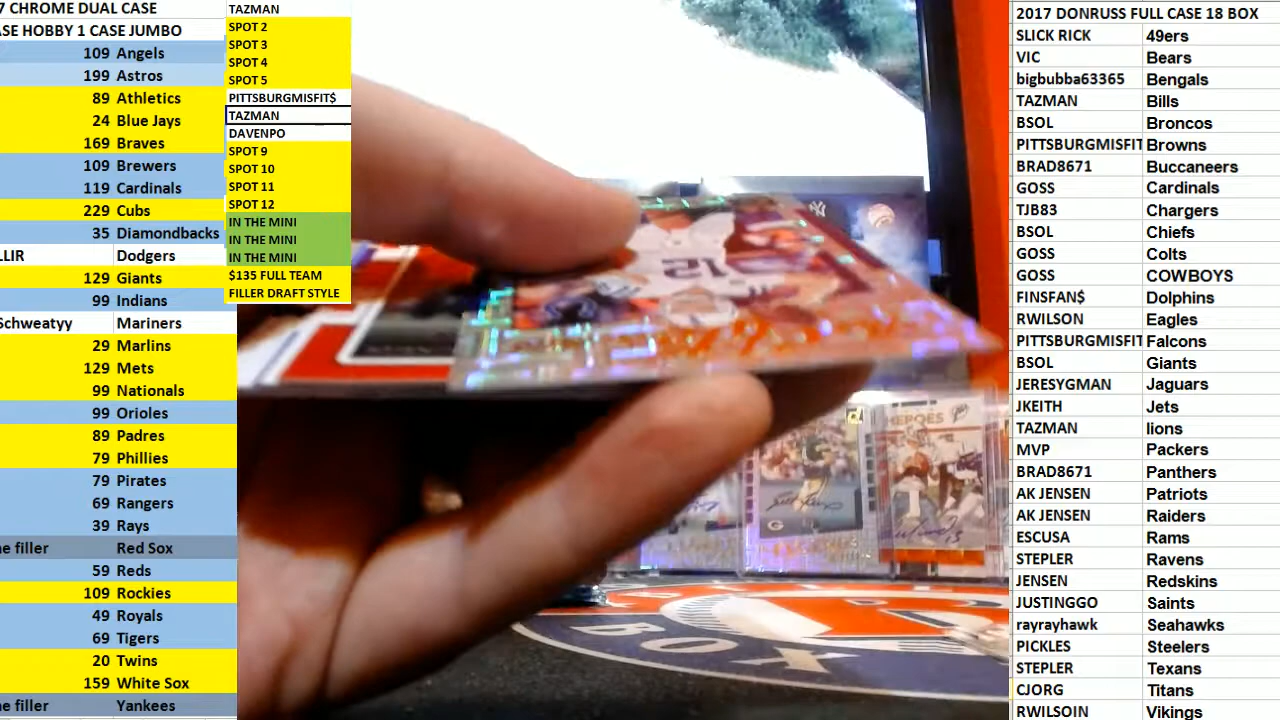 7 CHROME DUAL CASE
ASE HOBBY 1 CASE JUMBO
109 Angels
199 Astros
89 Athletics
24 Blue Jays
169 Braves
109 Brewers
119 Cardinals
229 Cubs
35 Diamondbacks
LLIR Dodgers
129 Giants
99 Indians
Schweatyy Mariners
29 Marlins
129 Mets
99 Nationals
99 Orioles
89 Padres
79 Phillies
79 Pirates
69 Rangers
39 Rays
ne filler Red Sox
59 Reds
109 Rockies
49 Royals
69 Tigers
20 Twins
159 White Sox
ne filler Yankees
TAZMAN
SPOT 2
SPOT 3
SPOT 4
SPOT 5
PITTSBURGMISFIT$
TAZMAN
DAVENPO
SPOT 9
SPOT 10
SPOT 11
SPOT 12
IN THE MINI
IN THE MINI
IN THE MINI
$135 FULL TEAM
FILLER DRAFT STYLE
12
HEROES
G
BOX
2017 DONRUSS FULL CASE 18 BOX
SLICK RICK 49ers
VIC Bears
bigbubba63365 Bengals
TAZMAN Bills
BSOL Broncos
PITTSBURGMISFIT Browns
BRAD8671 Buccaneers
GOSS Cardinals
TJB83 Chargers
BSOL Chiefs
GOSS Colts
GOSS COWBOYS
FINSFAN$ Dolphins
RWILSON Eagles
PITTSBURGMISFIT Falcons
BSOL Giants
JERESYGMAN Jaguars
JKEITH Jets
TAZMAN lions
MVP Packers
BRAD8671 Panthers
AK JENSEN Patriots
AK JENSEN Raiders
ESCUSA Rams
STEPLER Ravens
JENSEN Redskins
JUSTINGGO Saints
rayrayhawk Seahawks
PICKLES Steelers
STEPLER Texans
CJORG Titans
RWILSOIN Vikings